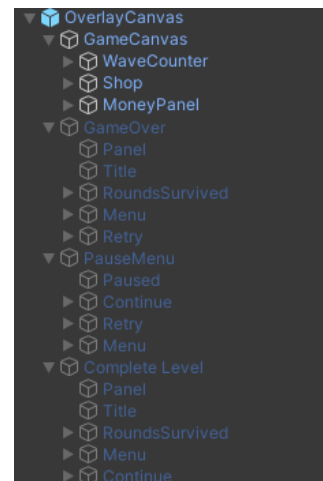 OverlayCanvas
GameCanvas
WaveCounter
Shop
MoneyPanel
GameOver
Panel
Title
RoundsSurvived
Menu
Retry
PauseMenu
Paused
Continue
Retry
Menu
Complete Level
Panel
Title
RoundsSurvived
Menu
Continue